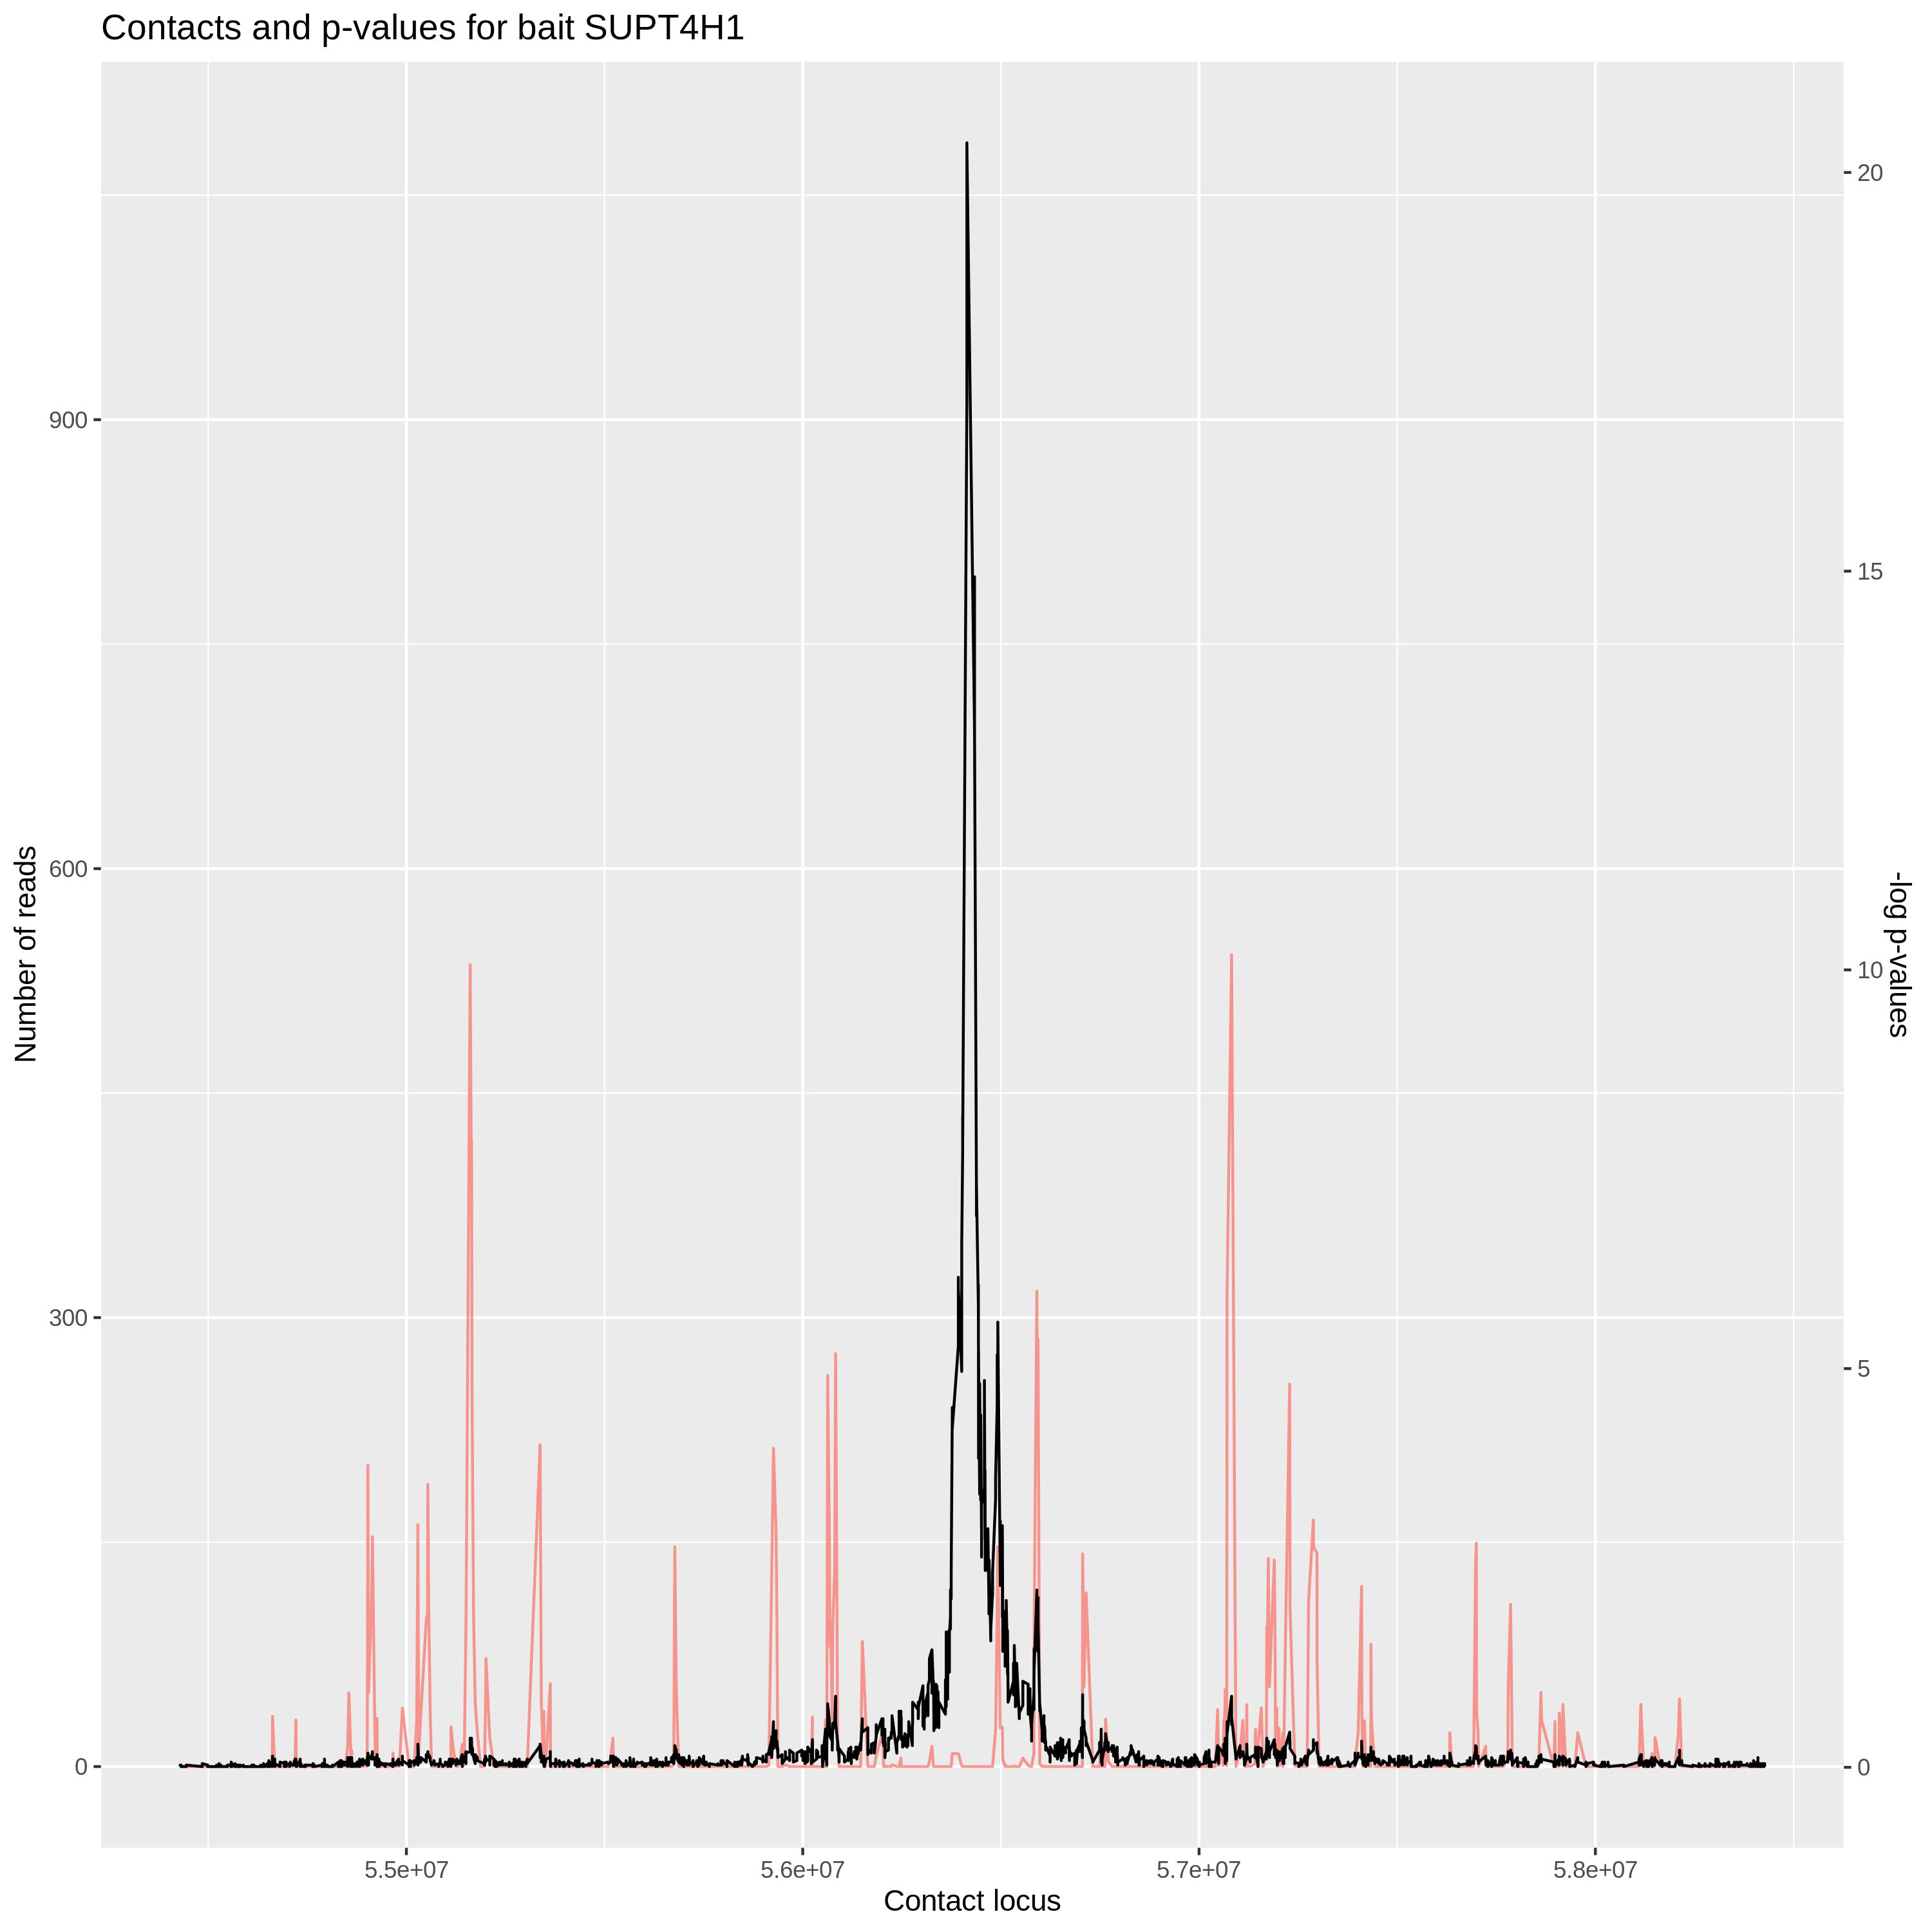 Contacts and p-values for bait SUPT4H1
900
600
300
0
Number of reads
20
15
10
5
0
-log p-values
5.5e+07
5.6e+07
5.7e+07
5.8e+07
Contact locus